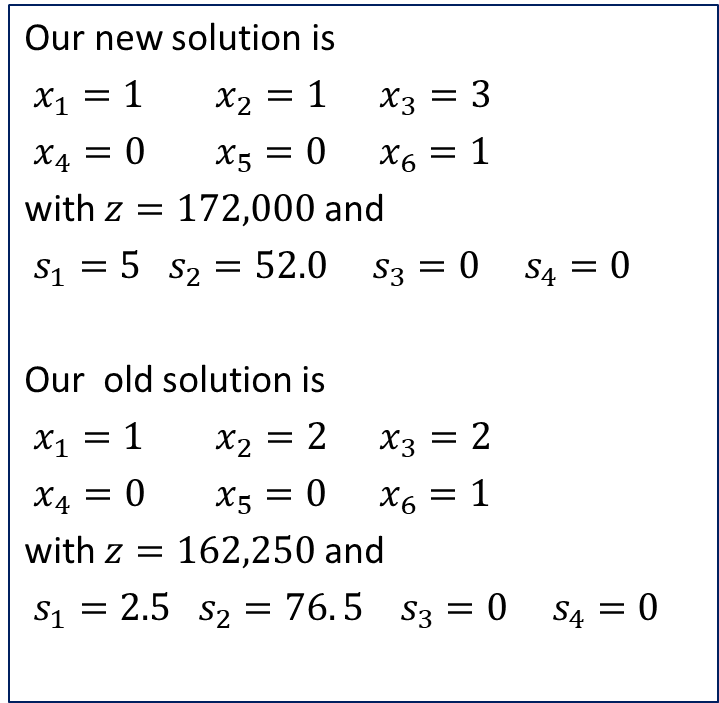 Our new solution is
x₁ = 1 x₂ = 1 x₃ = 3
x₄ = 0 x₅ = 0 x₆ = 1
with z = 172,000 and
s₁ = 5 s₂ = 52.0 s₃ = 0 s₄ = 0
Our old solution is
x₁ = 1 x₂ = 2 x₃ = 2
x₄ = 0 x₅ = 0 x₆ = 1
with z = 162,250 and
s₁ = 2.5 s₂ = 76.5 s₃ = 0 s₄ = 0